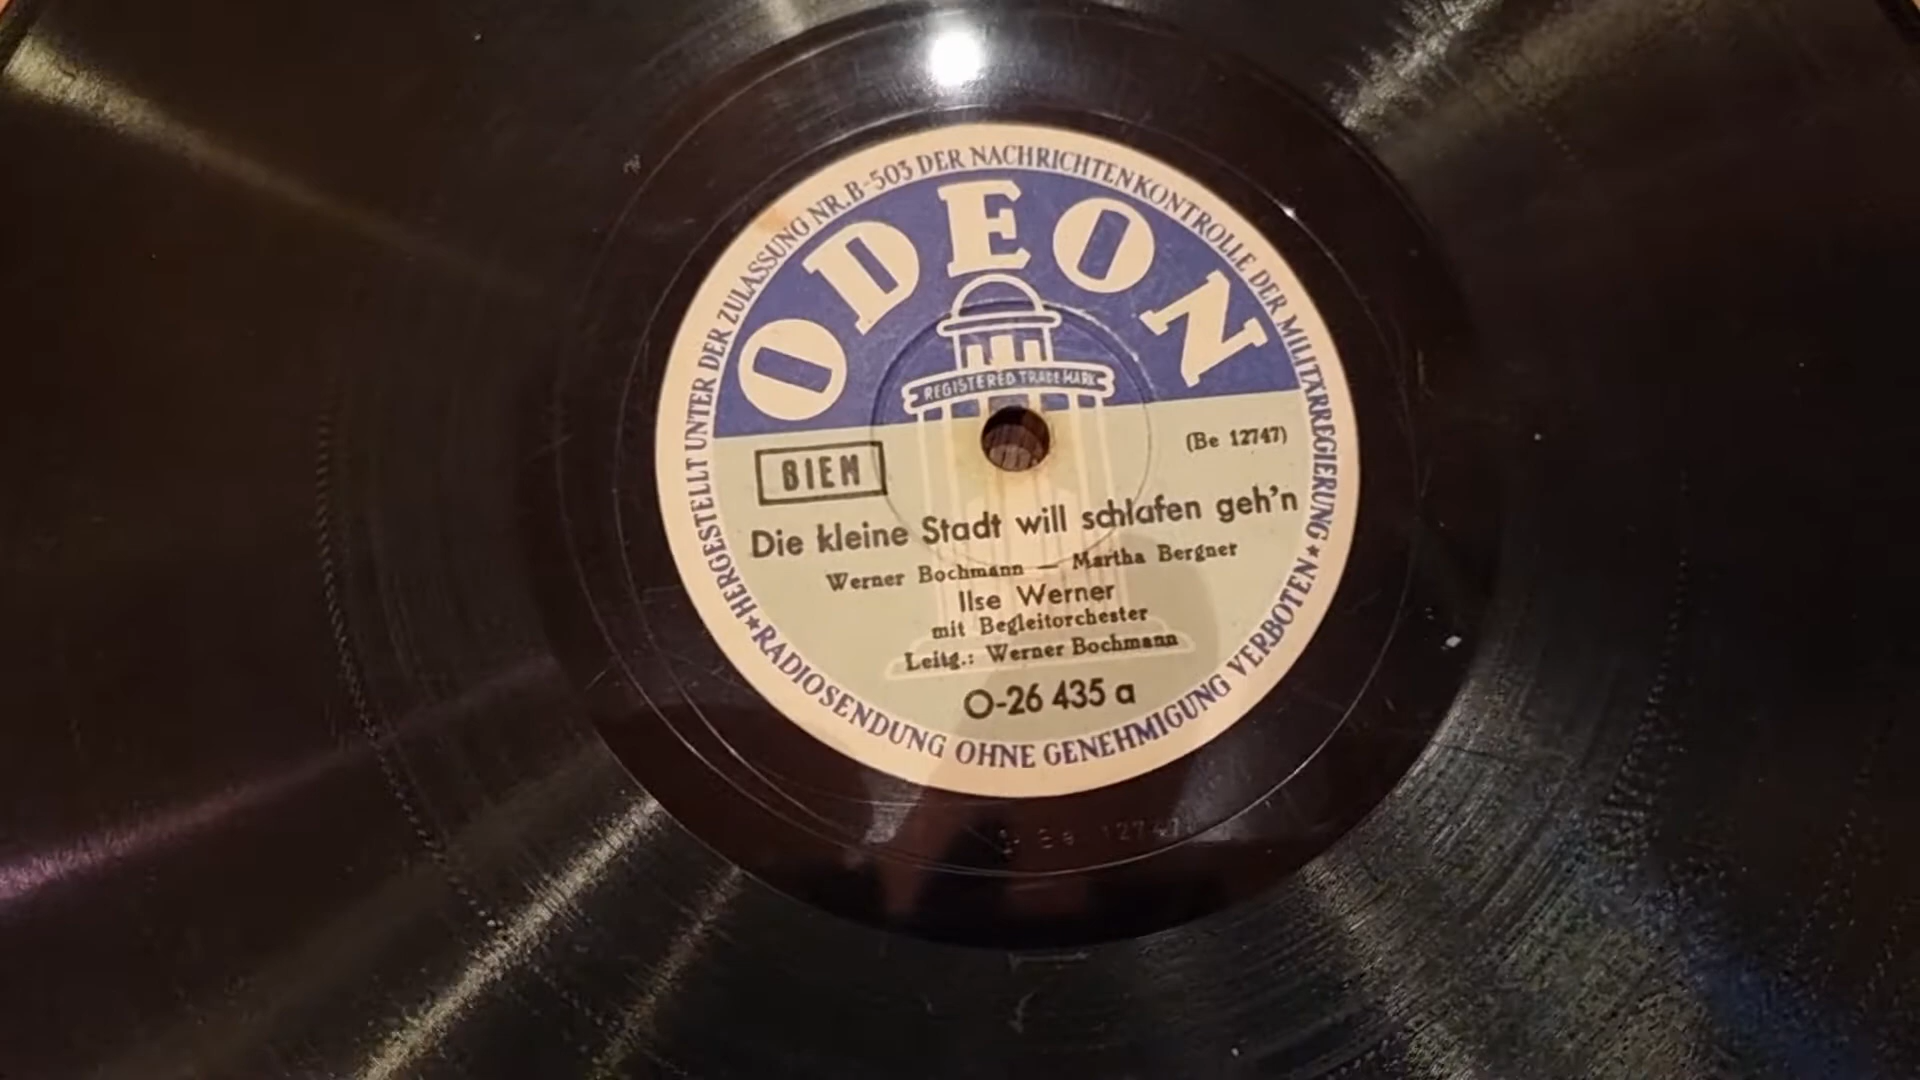 HERGESTELLT UNTER DER ZULASSUNG NR. B-503 DER NACHRICHTENKONTROLLE DER MILITÄRREGIERUNG
ODEON
REGISTERED TRADE MARK
BIEM
(Be 12747)
Die kleine Stadt will schlafen geh'n
Werner Bochmann — Martha Bergner
Ilse Werner
mit Begleitorchester
Leitg.: Werner Bochmann
O-26 435 a
★ RADIOSENDUNG OHNE GENEHMIGUNG VERBOTEN ★
Be 12747